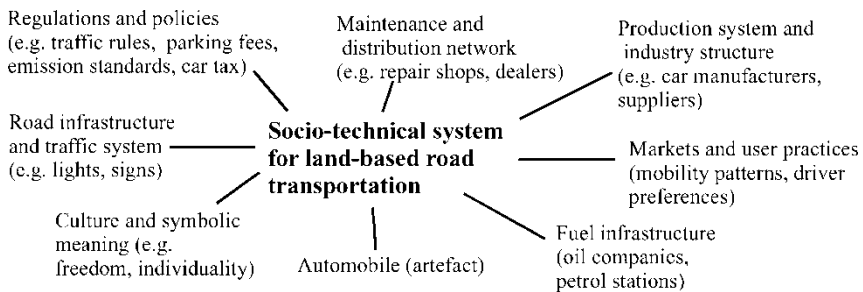 Regulations and policies
(e.g. traffic rules, parking fees,
emission standards, car tax)
Maintenance and
distribution network
(e.g. repair shops, dealers)
Production system and
industry structure
(e.g. car manufacturers,
suppliers)
Road infrastructure
and traffic system
(e.g. lights, signs)
Socio-technical system
for land-based road
transportation
Markets and user practices
(mobility patterns, driver
preferences)
Culture and symbolic
meaning (e.g.
freedom, individuality)
Automobile (artefact)
Fuel infrastructure
(oil companies,
petrol stations)